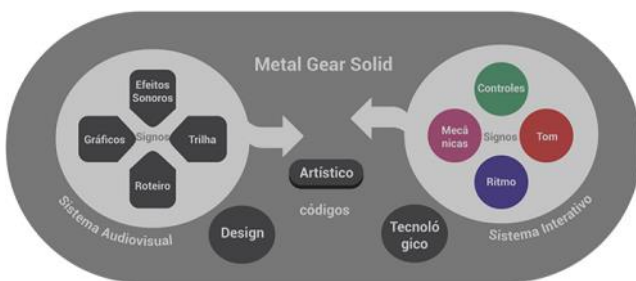 Metal Gear Solid
Efeitos
Sonoros
Gráficos
Signos
Trilha
Roteiro
Sistema Audiovisual
Artístico
códigos
Design
Tecnoló
gico
Controles
Mecâ
nicas
Signos
Tom
Ritmo
Sistema Interativo